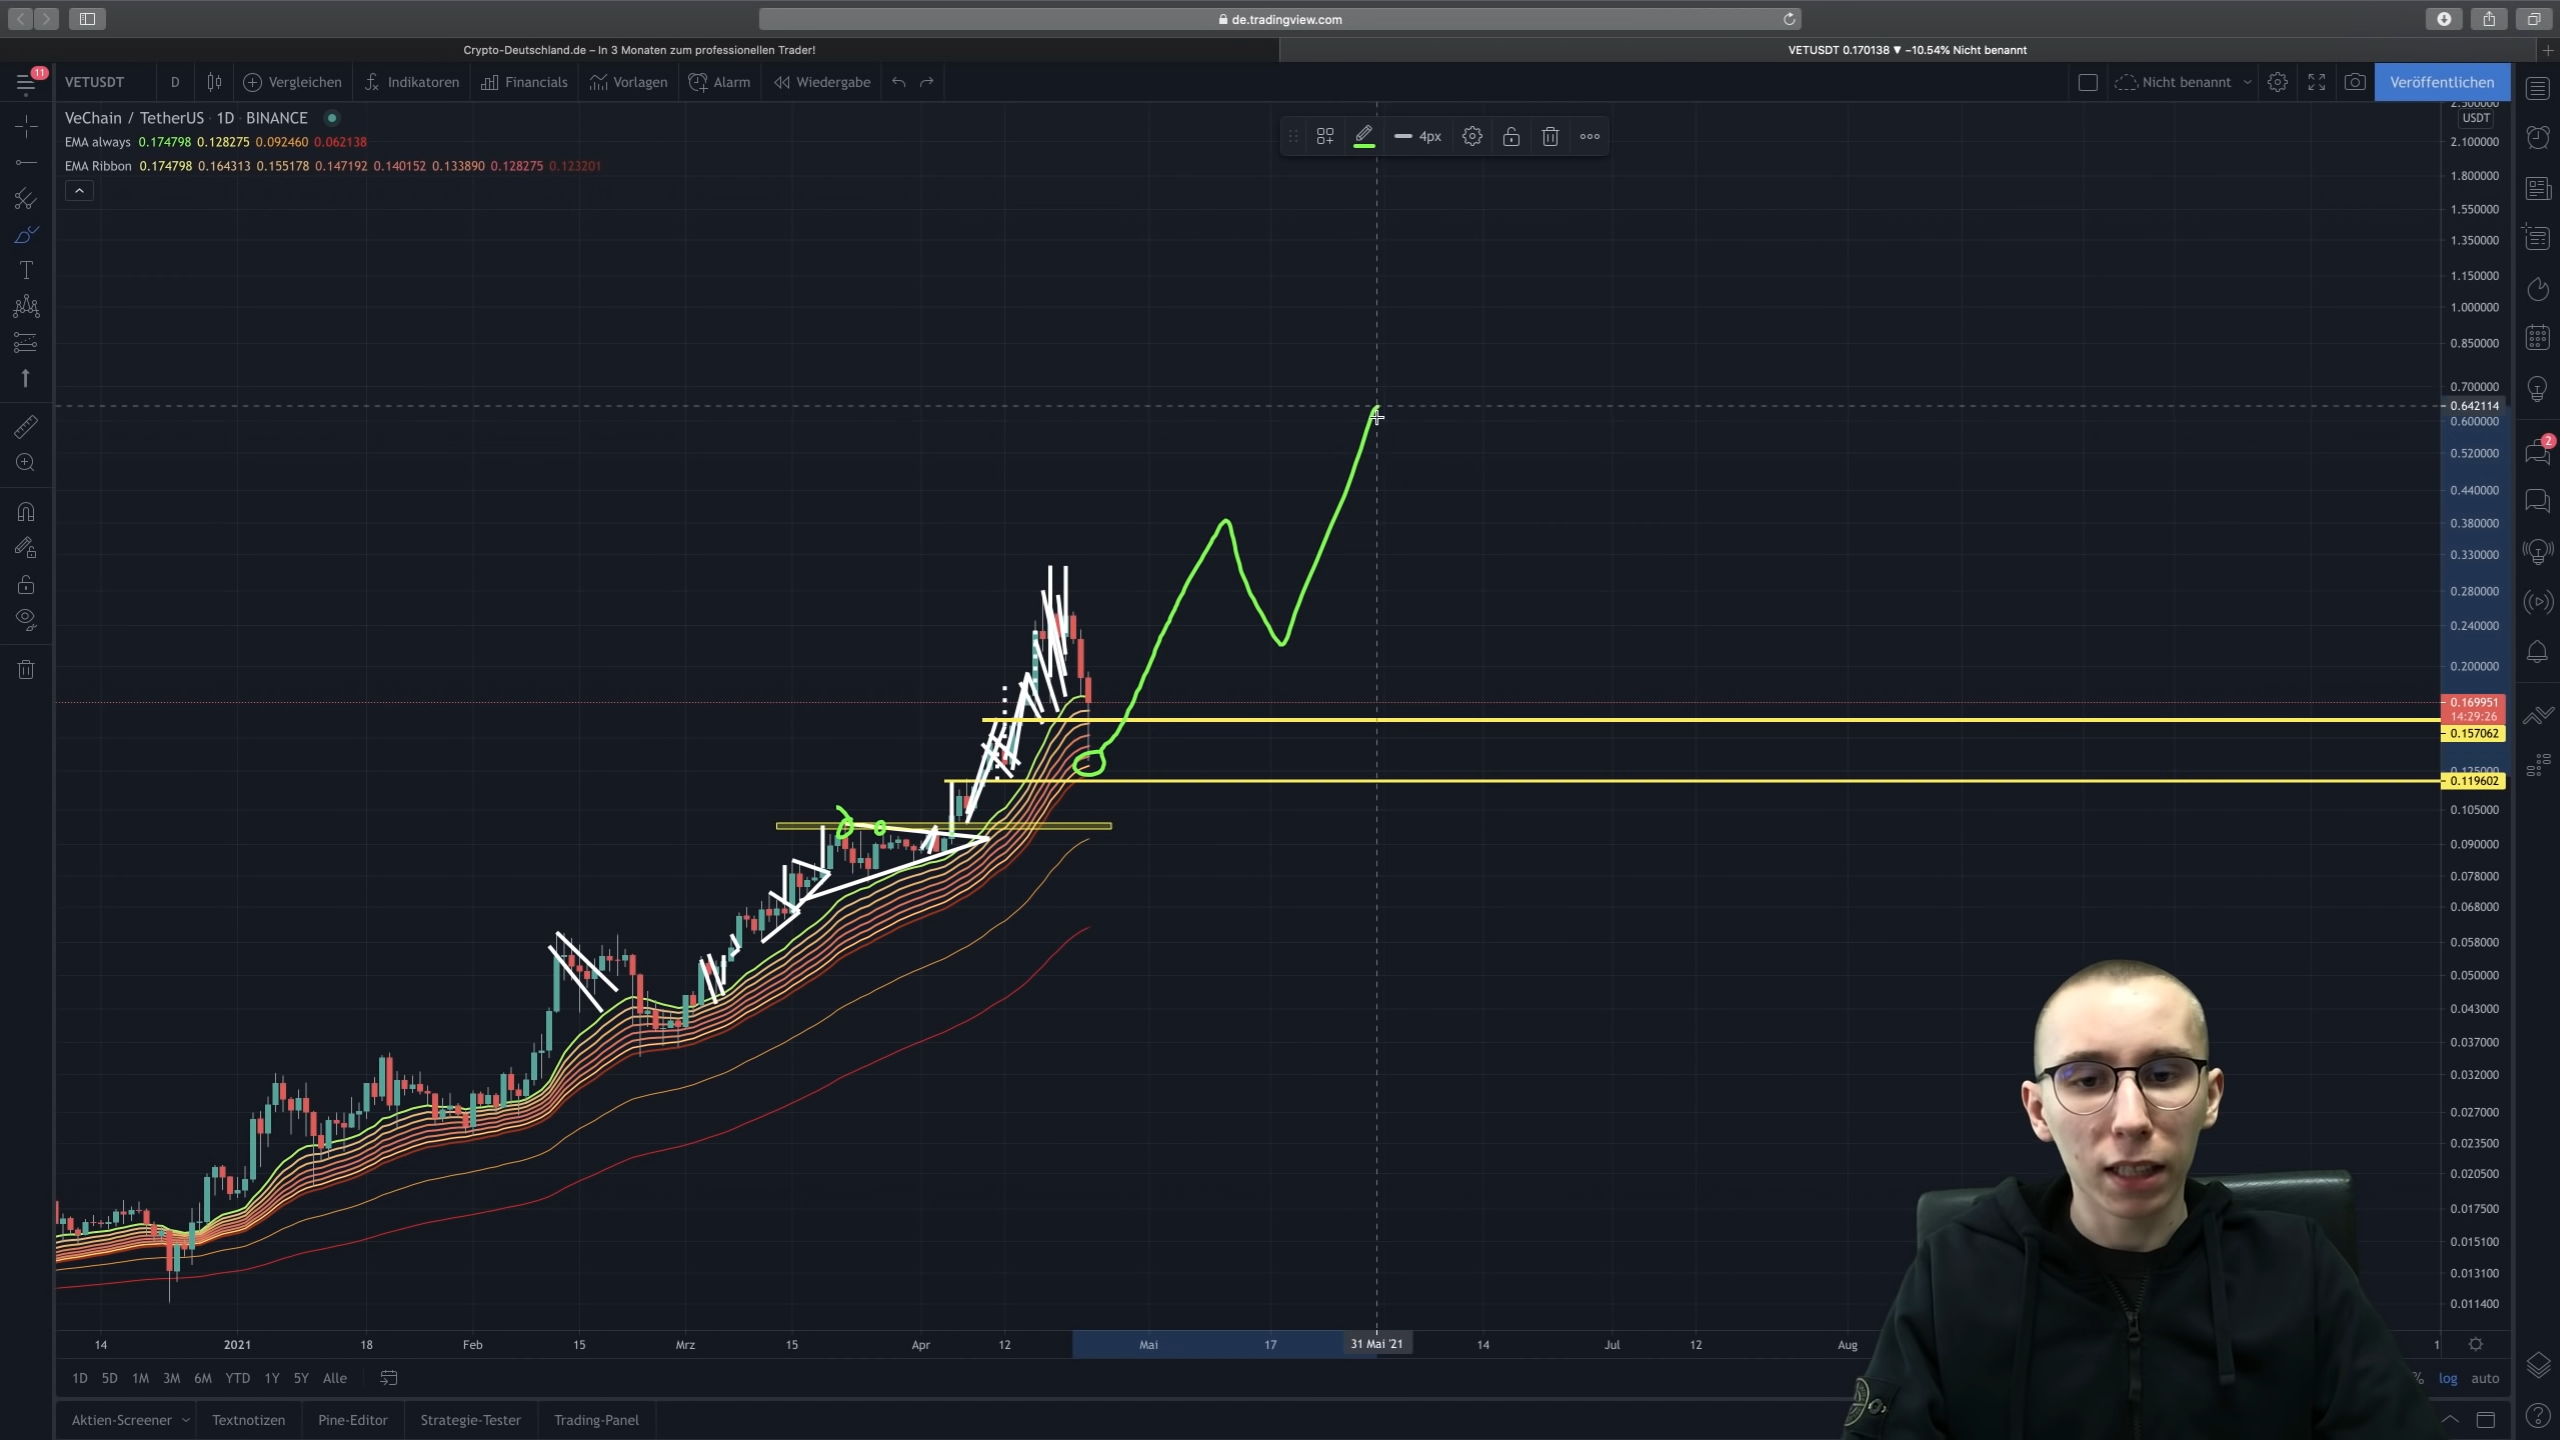 de.tradingview.com
Crypto-Deutschland.de – In 3 Monaten zum professionellen Trader!
VETUSDT 0.170138 ▼ −10.54% Nicht benannt
11
VETUSDT
D
Vergleichen
Indikatoren
Financials
Vorlagen
Alarm
Wiedergabe
Nicht benannt
Veröffentlichen
VeChain / TetherUS · 1D · BINANCE
EMA always 0.174798 0.128275 0.092460 0.062138
EMA Ribbon 0.174798 0.164313 0.155178 0.147192 0.140152 0.133890 0.128275 0.123201
4px
2.500000
USDT
2.100000
1.800000
1.550000
1.350000
1.150000
1.000000
0.850000
0.700000
0.642114
0.600000
0.520000
0.440000
0.380000
0.330000
0.280000
0.240000
0.200000
0.169951
14:29:26
0.157062
0.125000
0.119602
0.105000
0.090000
0.078000
0.068000
0.058000
0.050000
0.043000
0.037000
0.032000
0.027000
0.023500
0.020500
0.017500
0.015100
0.013100
0.011400
2
14 2021 18 Feb 15 Mrz 15 Apr 12 Mai 17 31 Mai '21 14 Jul 12 Aug 1
1D 5D 1M 3M 6M YTD 1Y 5Y Alle
% log auto
Aktien-Screener Textnotizen Pine-Editor Strategie-Tester Trading-Panel